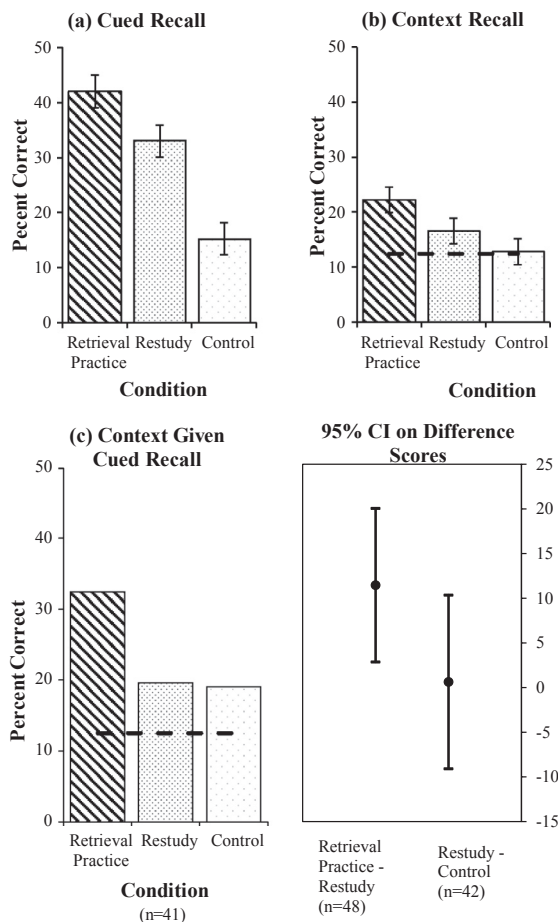 (a) Cued Recall
50
40
30
20
10
0
Pecent Correct
Retrieval Restudy Control
Practice
Condition
(b) Context Recall
50
40
30
20
10
0
Percent Correct
Retrieval Restudy Control
Practice
Condition
(c) Context Given
Cued Recall
50
40
30
20
10
0
Percent Correct
Retrieval Restudy Control
Practice
Condition
(n=41)
95% CI on Difference
Scores
25
20
15
10
5
0
-5
-10
-15
Retrieval
Practice -
Restudy
(n=48)
Restudy -
Control
(n=42)